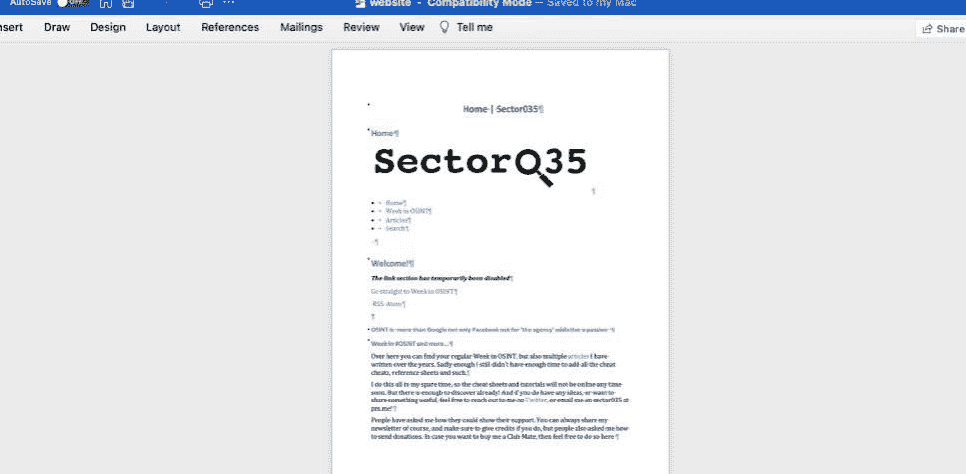 AutoSave OFF
website - Compatibility Mode — Saved to my Mac
nsert Draw Design Layout References Mailings Review View Tell me
Share
Home | Sector035¶
Home¶
SectorO35
¶
Home¶
Week in OSINT¶
Articles¶
Search¶
¶
Welcome!¶
The link section has temporarily been disabled¶
Go straight to Week in OSINT¶
RSS Atom¶
¶
OSINT is more than Google not only Facebook not for 'the agency' addictive a passion ¶
Week in #OSINT and more...¶
Over here you can find your regular Week in OSINT, but also multiple articles I have
written over the years. Sadly enough I still didn't have enough time to add all the cheat
cheats, reference sheets and such.¶
I do this all in my spare time, so the cheat sheets and tutorials will not be online any time
soon. But there is enough to discover already! And if you do have any ideas, or want to
share something useful, feel free to reach out to me on Twitter, or email me on sector035 at
pm.me!¶
People have asked me how they could show their support. You can always share my
newsletter of course, and make sure to give credits if you do, but people also asked me how
to send donations. In case you want to buy me a Club Mate, then feel free to do so here ¶